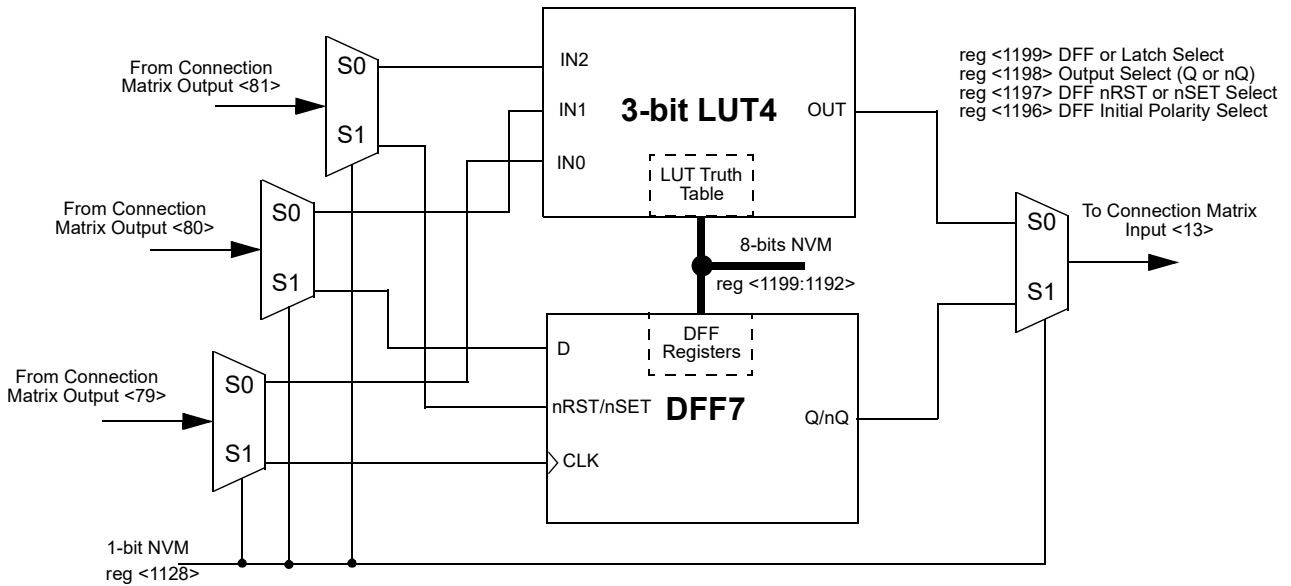 From Connection
Matrix Output <81>
S0
S1
From Connection
Matrix Output <80>
S0
S1
From Connection
Matrix Output <79>
S0
S1
1-bit NVM
reg <1128>
IN2
IN1
IN0
3-bit LUT4
OUT
LUT Truth
Table
8-bits NVM
reg <1199:1192>
DFF
Registers
D
nRST/nSET
CLK
DFF7
Q/nQ
reg <1199> DFF or Latch Select
reg <1198> Output Select (Q or nQ)
reg <1197> DFF nRST or nSET Select
reg <1196> DFF Initial Polarity Select
S0
S1
To Connection Matrix
Input <13>